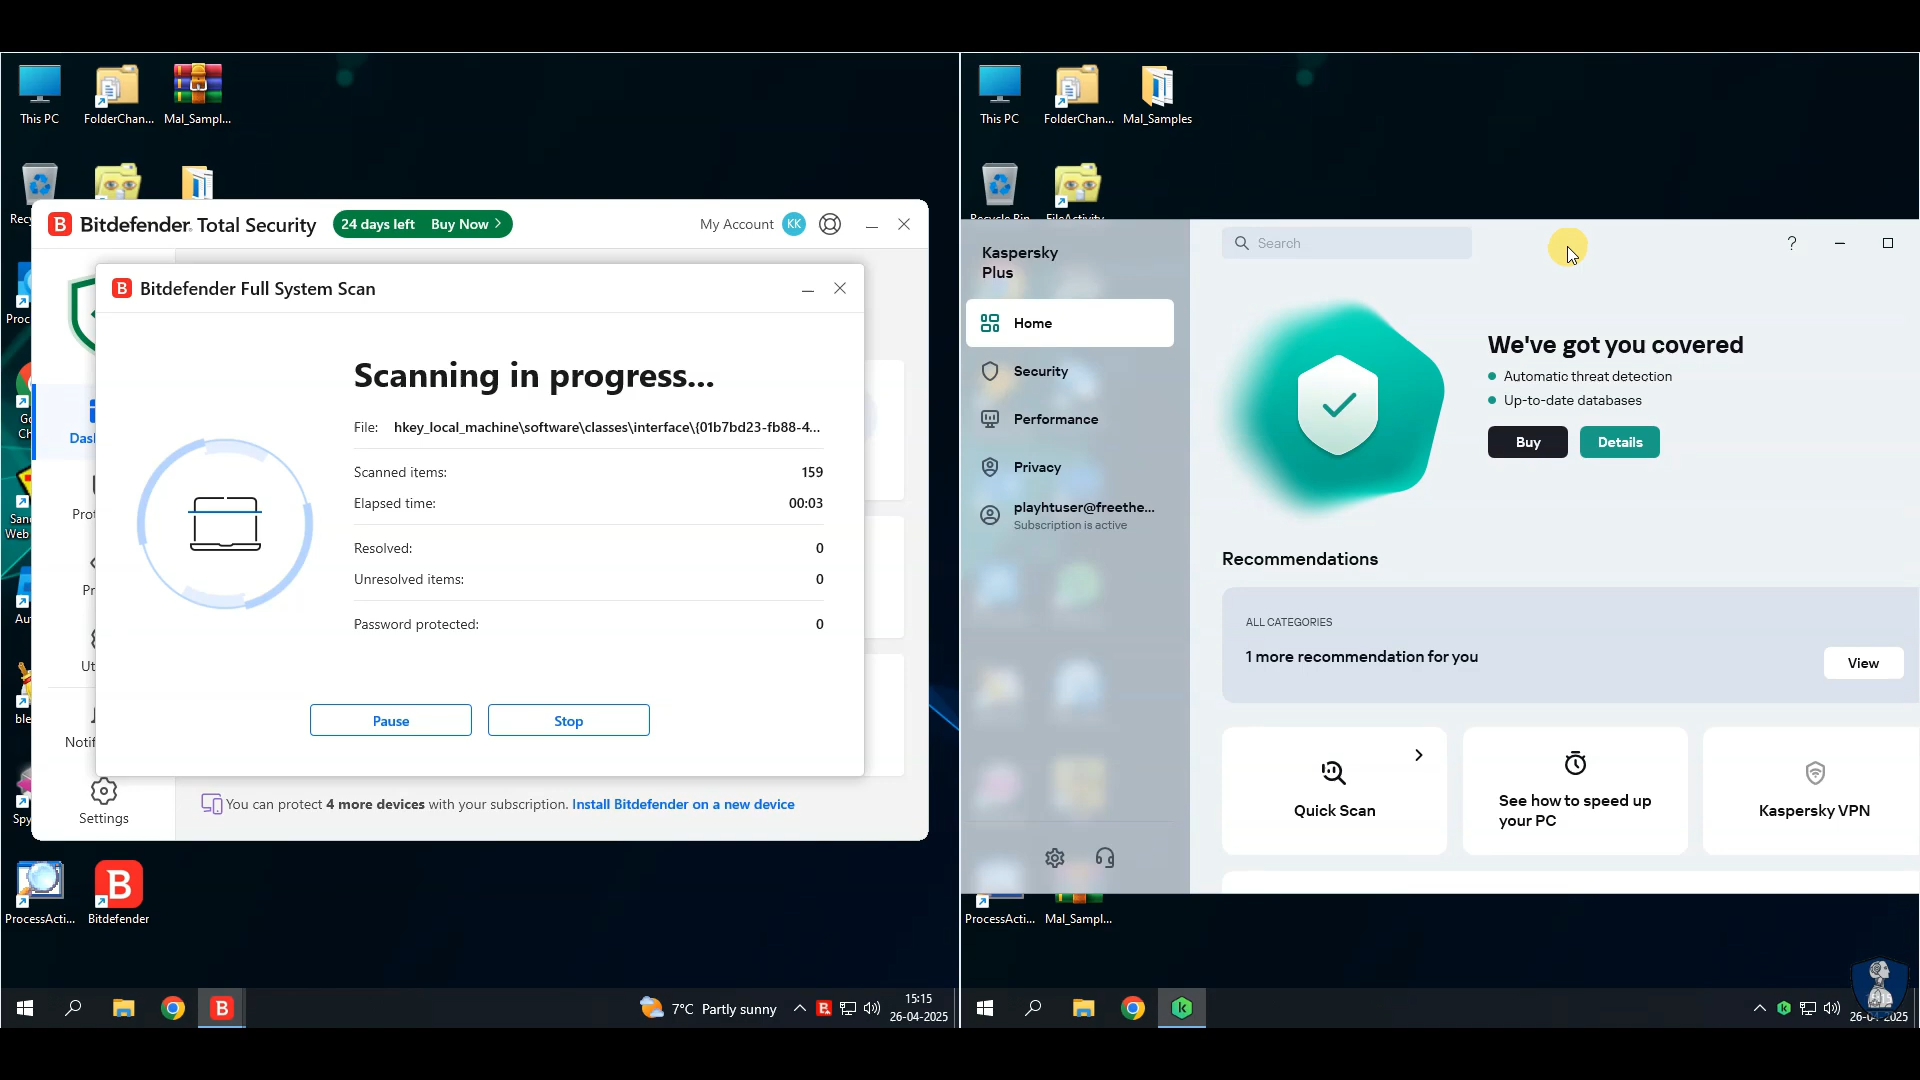 This PC
FolderChan...
Mal_Sampl...
Bitdefender Total Security
24 days left
Buy Now
My Account
KK
Bitdefender Full System Scan
Scanning in progress...
File: hkey_local_machine\software\classes\interface\{01b7bd23-fb88-4...
Scanned items: 159
Elapsed time: 00:03
Resolved: 0
Unresolved items: 0
Password protected: 0
Pause
Stop
Settings
You can protect 4 more devices with your subscription. Install Bitdefender on a new device
ProcessActi...
Bitdefender
7°C Partly sunny
15:15
26-04-2025
This PC
FolderChan...
Mal_Samples
Recycle Bin
FileActivity
Kaspersky
Plus
Search
Home
Security
Performance
Privacy
playhtuser@freethe...
Subscription is active
We've got you covered
Automatic threat detection
Up-to-date databases
Buy
Details
Recommendations
ALL CATEGORIES
1 more recommendation for you
View
Quick Scan
See how to speed up
your PC
Kaspersky VPN
ProcessActi...
Mal_Sampl...